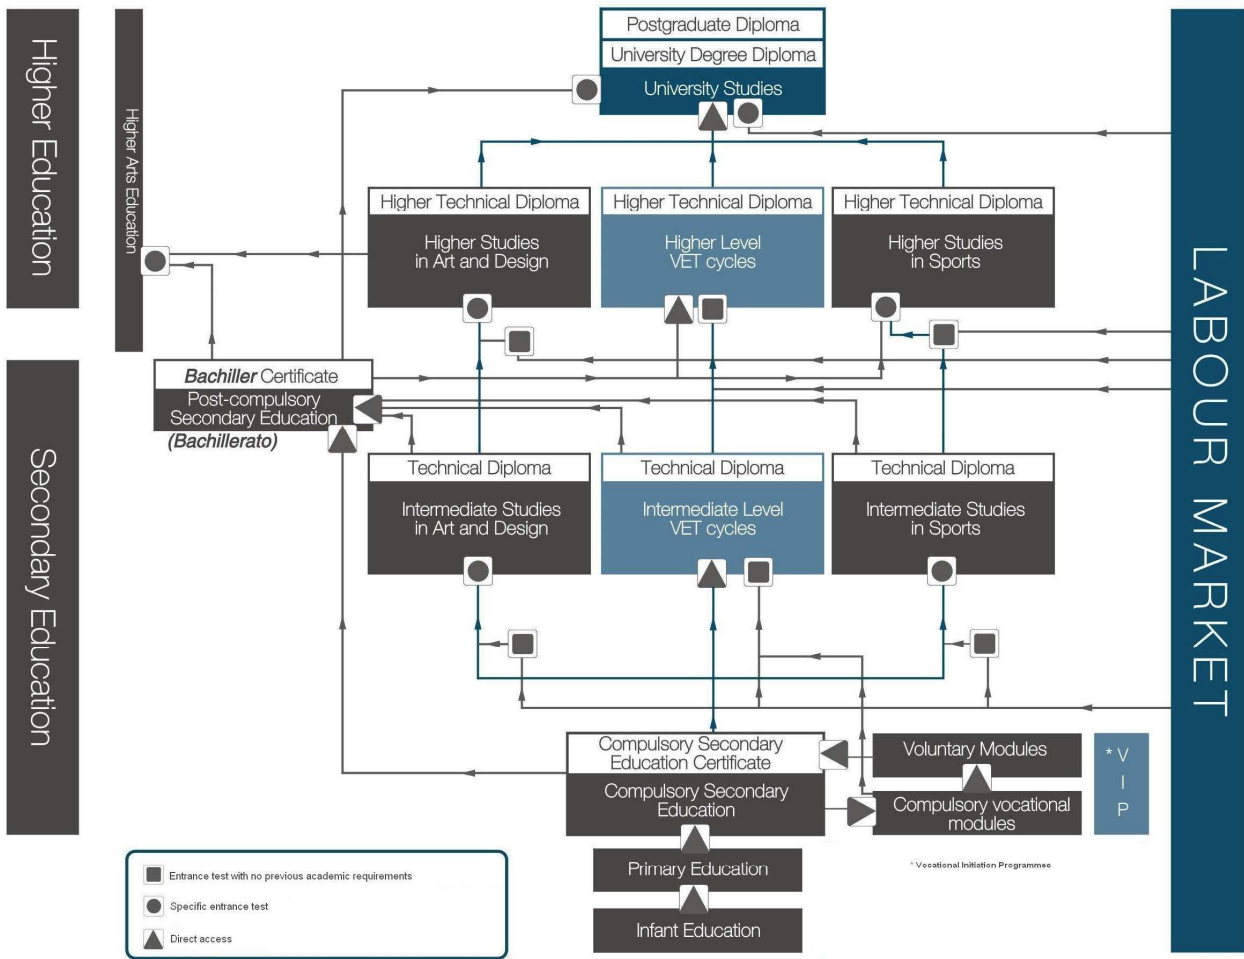 Higher Education
Higher Arts Education
Postgraduate Diploma
University Degree Diploma
University Studies
Higher Technical Diploma
Higher Studies
in Art and Design
Higher Technical Diploma
Higher Level
VET cycles
Higher Technical Diploma
Higher Studies
in Sports
LABOUR MARKET
Secondary Education
Bachiller Certificate
Post-compulsory
Secondary Education
(Bachillerato)
Technical Diploma
Intermediate Studies
in Art and Design
Technical Diploma
Intermediate Level
VET cycles
Technical Diploma
Intermediate Studies
in Sports
Compulsory Secondary
Education Certificate
Compulsory Secondary
Education
Voluntary Modules
Compulsory vocational
modules
* V
I
P
Primary Education
Infant Education
* Vocational Initiation Programmes
Entrance test with no previous academic requirements
Specific entrance test
Direct access